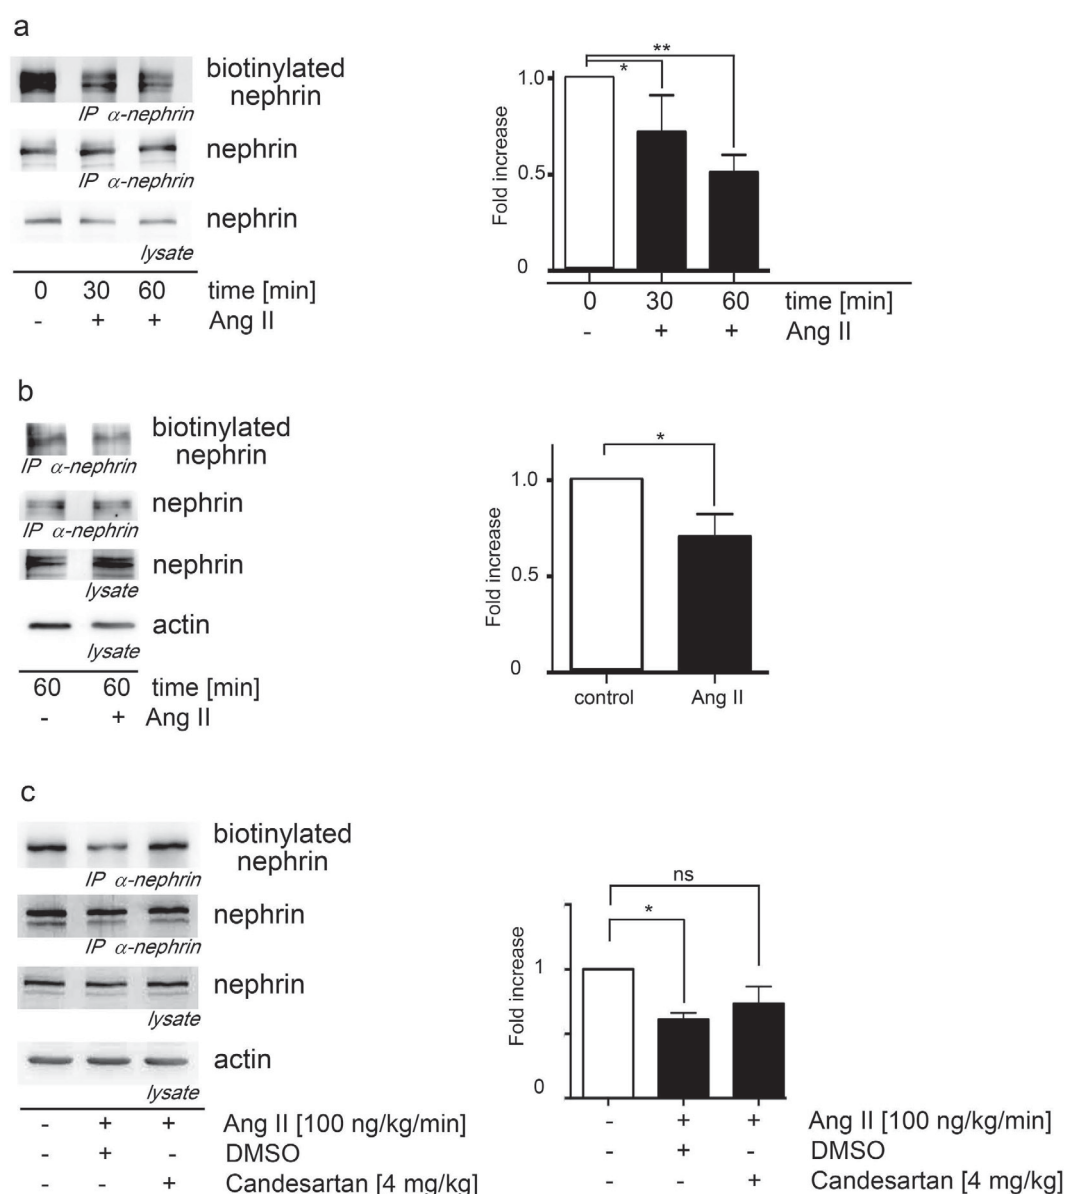 a
biotinylated
nephrin
IP α-nephrin
nephrin
IP α-nephrin
nephrin
lysate
0 30 60 time [min]
- + + Ang II
**
*
1.0
0.5
0
Fold increase
0 30 60 time [min]
- + + Ang II
b
biotinylated
nephrin
IP α-nephrin
nephrin
IP α-nephrin
nephrin
lysate
actin
lysate
60 60 time [min]
- + Ang II
*
1.0
0.5
0
Fold increase
control Ang II
c
biotinylated
nephrin
IP α-nephrin
nephrin
IP α-nephrin
nephrin
lysate
actin
lysate
- + + Ang II [100 ng/kg/min]
- + - DMSO
- - + Candesartan [4 mg/kg]
ns
*
1
0
Fold increase
- + + Ang II [100 ng/kg/min]
- + - DMSO
- - + Candesartan [4 mg/kg]